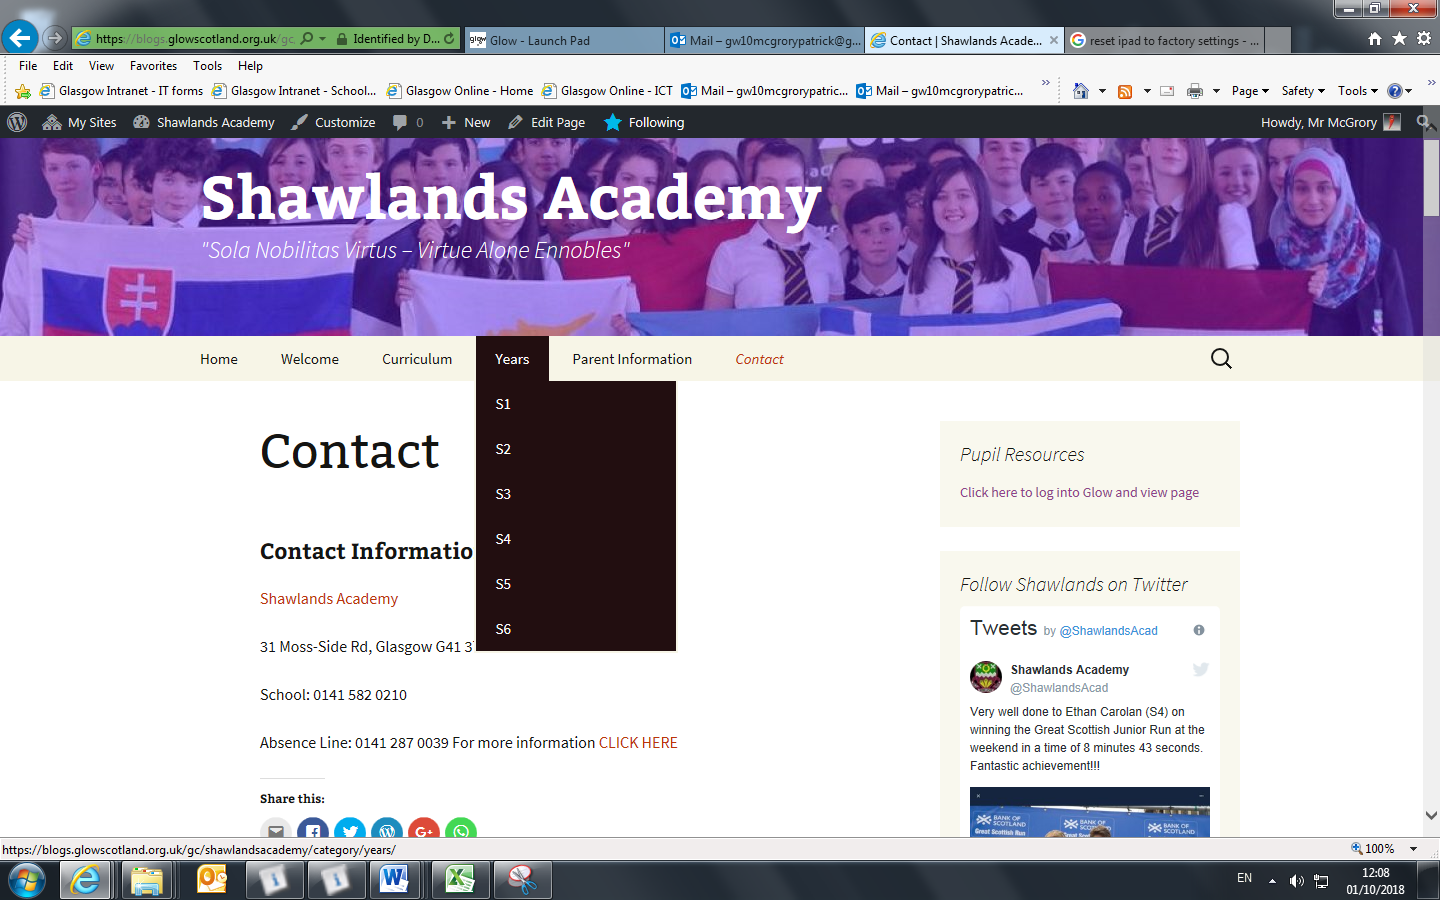 https://blogs.glowscotland.org.uk/gc
Identified by D...
glow
Glow - Launch Pad
Mail – gw10mcgrorypatrick@g...
Contact | Shawlands Acade...
reset ipad to factory settings - ...
File Edit View Favorites Tools Help
Glasgow Intranet - IT forms
Glasgow Intranet - School...
Glasgow Online - Home
Glasgow Online - ICT
Mail – gw10mcgrorypatric...
Mail – gw10mcgrorypatric...
Page Safety Tools
My Sites Shawlands Academy Customize 0 New Edit Page Following Howdy, Mr McGrory
Shawlands Academy
"Sola Nobilitas Virtus – Virtue Alone Ennobles"
Home Welcome Curriculum Years Parent Information Contact
S1
S2
S3
S4
S5
S6
Contact
Contact Informatio
Shawlands Academy
31 Moss-Side Rd, Glasgow G41 3
School: 0141 582 0210
Absence Line: 0141 287 0039 For more information CLICK HERE
Share this:
Pupil Resources
Click here to log into Glow and view page
Follow Shawlands on Twitter
Tweets by @ShawlandsAcad
Shawlands Academy
@ShawlandsAcad
Very well done to Ethan Carolan (S4) on
winning the Great Scottish Junior Run at the
weekend in a time of 8 minutes 43 seconds.
Fantastic achievement!!!
BANK OF SCOTLAND
Great Scottish Run
BANK OF SCOTLAND
BANK OF SCOTLAND
https://blogs.glowscotland.org.uk/gc/shawlandsacademy/category/years/
100%
EN
12:08
01/10/2018